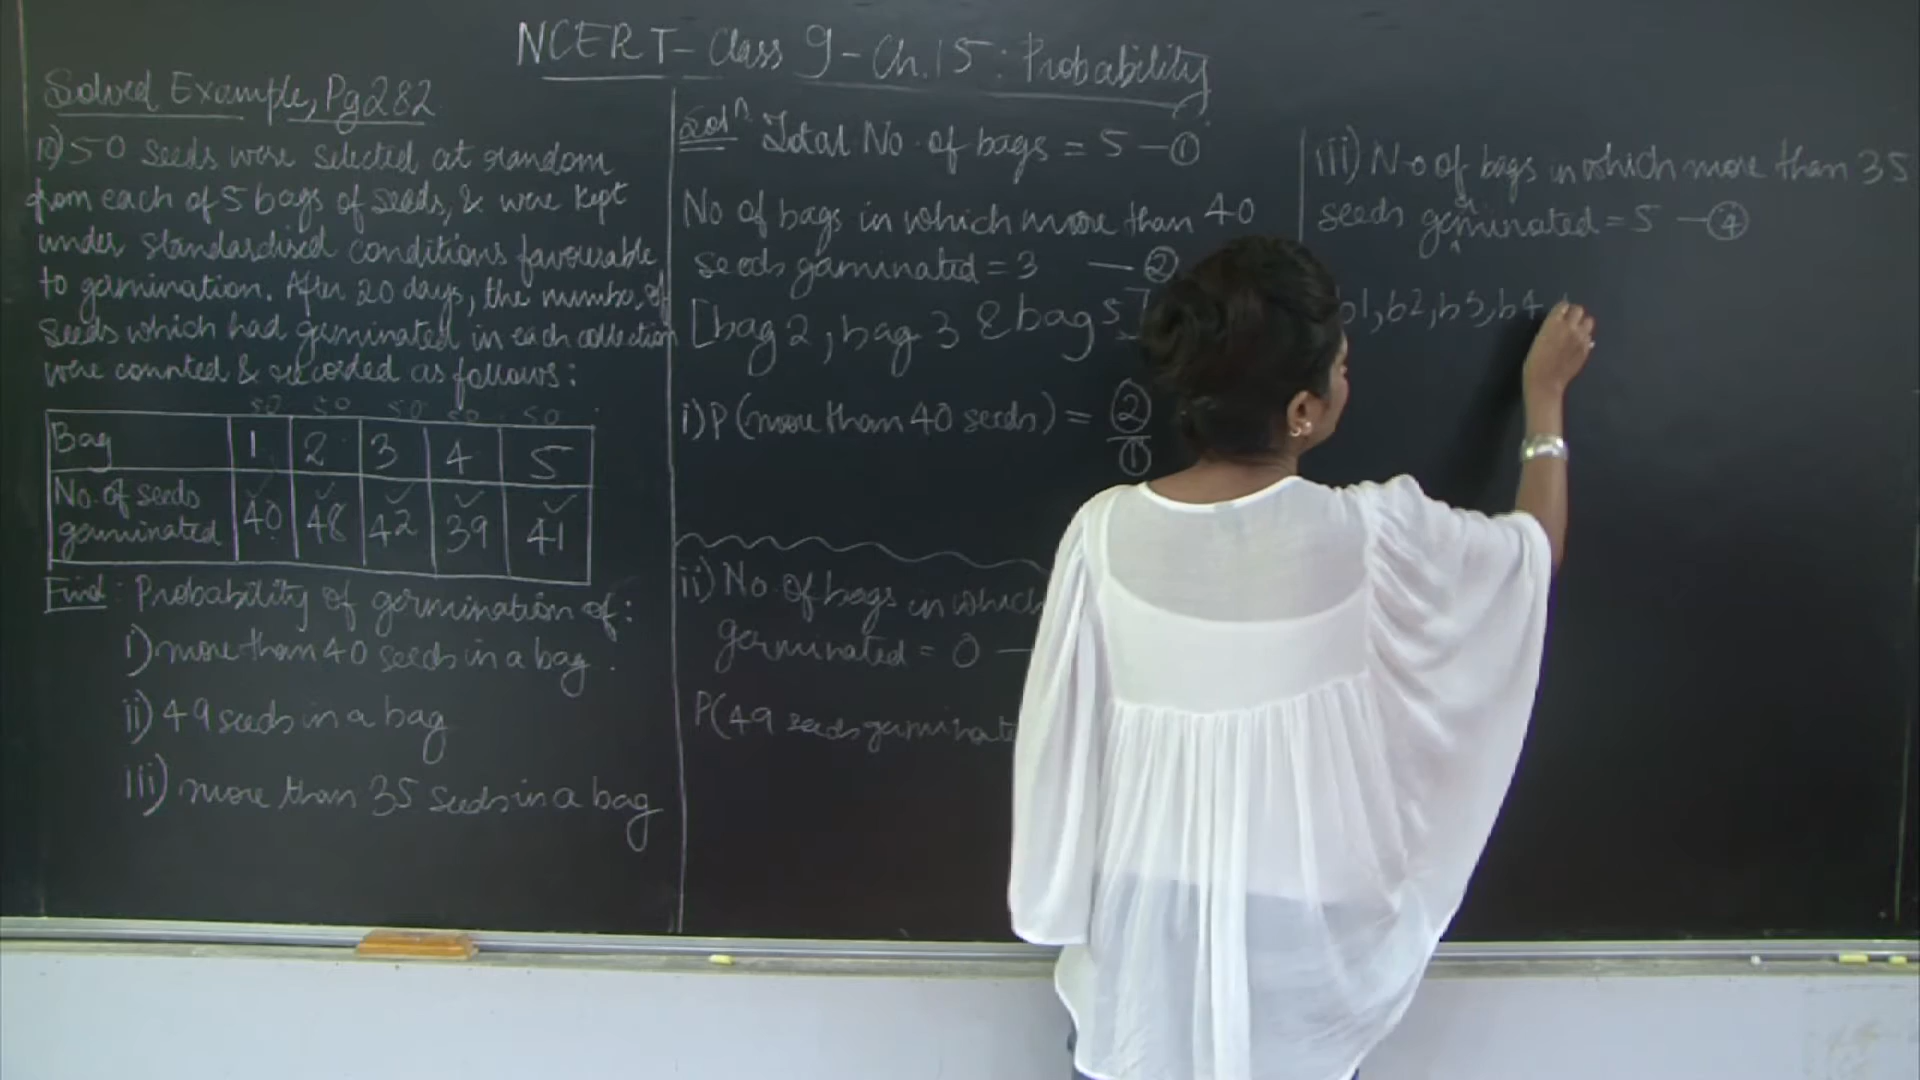 NCERT - Class 9 - Ch.15 : Probability
Solved Example, Pg 282
10) 50 seeds were selected at random
from each of 5 bags of seeds, & were kept
under standardised conditions favourable
to germination. After 20 days, the number of
seeds which had germinated in each collection
were counted & recorded as follows:
50 50 50 50 50
Bag 1 2 3 4 5
No. of seeds
germinated 40 48 42 39 41
Find: Probability of germination of:
i) more than 40 seeds in a bag.
ii) 49 seeds in a bag
iii) more than 35 seeds in a bag
Solⁿ Total No. of bags = 5 — ①
No of bags in which more than 40
seeds germinated = 3 — ②
[bag 2, bag 3 & bag 5]
i) P (more than 40 seeds) = ②
①
ii) No. of bags in which
germinated = 0 —
P(49 seeds
iii) No of bags in which more than 35
seeds germinated = 5 — ④
b1, b2, b3, b4